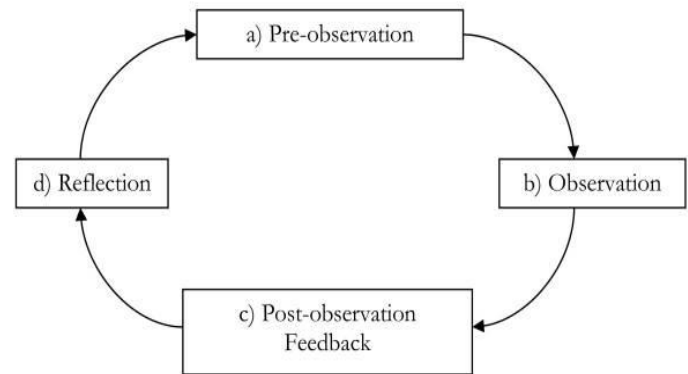 a) Pre-observation
d) Reflection
b) Observation
c) Post-observation
Feedback